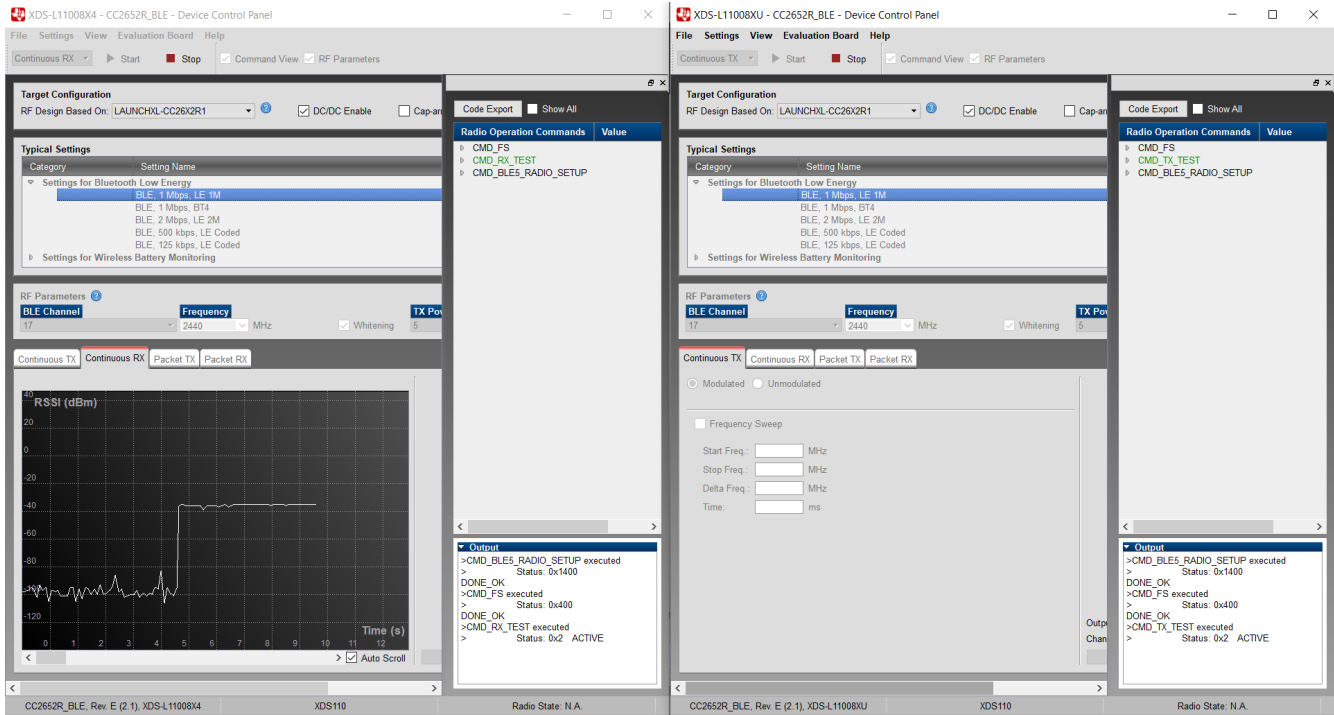 XDS-L11008X4 - CC2652R_BLE - Device Control Panel
File Settings View Evaluation Board Help
Continuous RX Start Stop Command View RF Parameters
Target Configuration
RF Design Based On: LAUNCHXL-CC26X2R1 DC/DC Enable Cap-arr
Typical Settings
Category Setting Name
Settings for Bluetooth Low Energy
BLE, 1 Mbps, LE 1M
BLE, 1 Mbps, BT4
BLE, 2 Mbps, LE 2M
BLE, 500 kbps, LE Coded
BLE, 125 kbps, LE Coded
Settings for Wireless Battery Monitoring
RF Parameters
BLE Channel Frequency TX Pow
17 2440 MHz Whitening 5
Continuous TX Continuous RX Packet TX Packet RX
40
RSSI (dBm)
20
0
-20
-40
-60
-80
-100
-120
Time (s)
0 1 2 3 4 5 6 7 8 9 10 11 12
Auto Scroll
Code Export Show All
Radio Operation Commands Value
CMD_FS
CMD_RX_TEST
CMD_BLE5_RADIO_SETUP
Output
>CMD_BLE5_RADIO_SETUP executed
> Status: 0x1400
DONE_OK
>CMD_FS executed
> Status: 0x400
DONE_OK
>CMD_RX_TEST executed
> Status: 0x2 ACTIVE
CC2652R_BLE, Rev. E (2.1), XDS-L11008X4 XDS110 Radio State: N.A.
XDS-L11008XU - CC2652R_BLE - Device Control Panel
File Settings View Evaluation Board Help
Continuous TX Start Stop Command View RF Parameters
Target Configuration
RF Design Based On: LAUNCHXL-CC26X2R1 DC/DC Enable Cap-arr
Typical Settings
Category Setting Name
Settings for Bluetooth Low Energy
BLE, 1 Mbps, LE 1M
BLE, 1 Mbps, BT4
BLE, 2 Mbps, LE 2M
BLE, 500 kbps, LE Coded
BLE, 125 kbps, LE Coded
Settings for Wireless Battery Monitoring
RF Parameters
BLE Channel Frequency TX Pow
17 2440 MHz Whitening 5
Continuous TX Continuous RX Packet TX Packet RX
Modulated Unmodulated
Frequency Sweep
Start Freq.: MHz
Stop Freq.: MHz
Delta Freq.: MHz
Time: ms
Outpu
Chan
Code Export Show All
Radio Operation Commands Value
CMD_FS
CMD_TX_TEST
CMD_BLE5_RADIO_SETUP
Output
>CMD_BLE5_RADIO_SETUP executed
> Status: 0x1400
DONE_OK
>CMD_FS executed
> Status: 0x400
DONE_OK
>CMD_TX_TEST executed
> Status: 0x2 ACTIVE
CC2652R_BLE, Rev. E (2.1), XDS-L11008XU XDS110 Radio State: N.A.